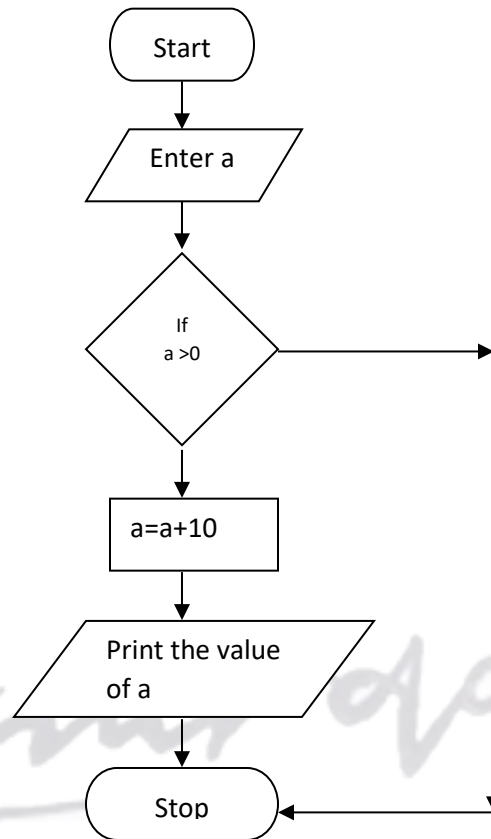 Start
Enter a
If
a >0
a=a+10
Print the value
of a
Stop